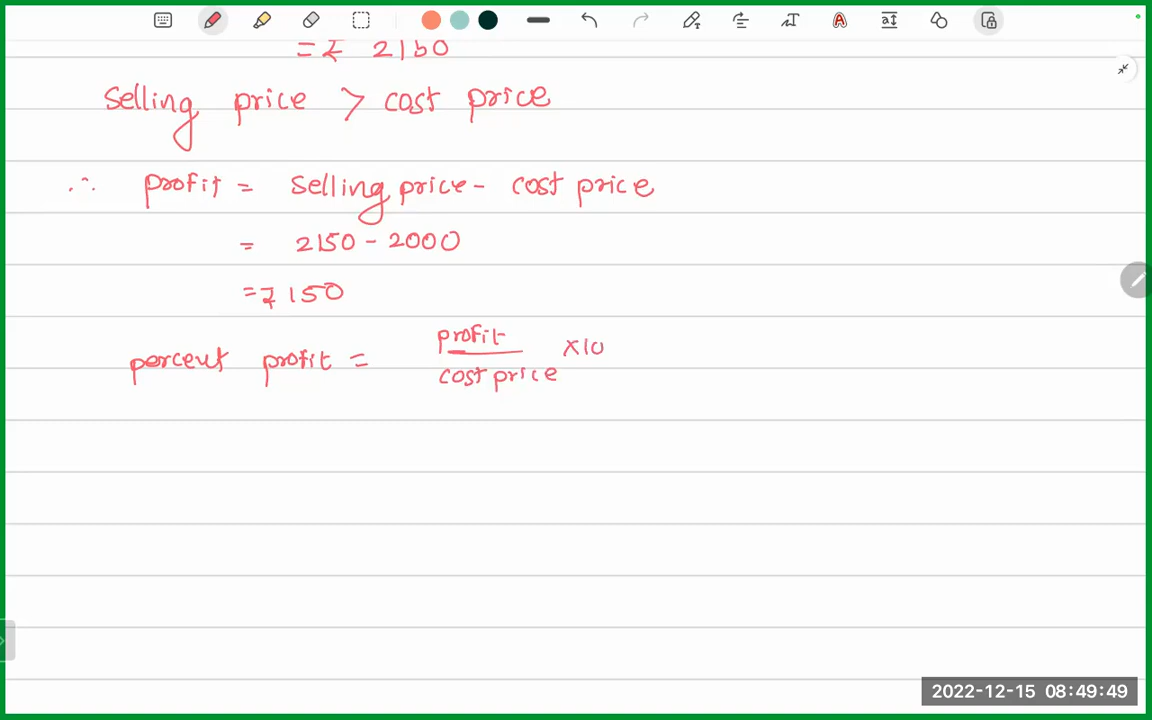 = ₹ 2150
Selling price > cost price
∴ profit = Selling price - cost price
= 2150 - 2000
= ₹ 150
percent profit = profit / cost price × 10
2022-12-15 08:49:49